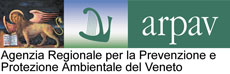 arpav
Agenzia Regionale per la Prevenzione e
Protezione Ambientale del Veneto